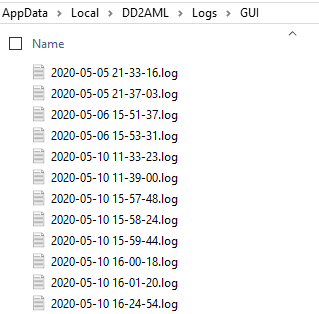 AppData > Local > DD2AML > Logs > GUI
Name
2020-05-05 21-33-16.log
2020-05-05 21-37-03.log
2020-05-06 15-51-37.log
2020-05-06 15-53-31.log
2020-05-10 11-33-23.log
2020-05-10 11-39-00.log
2020-05-10 15-57-48.log
2020-05-10 15-58-24.log
2020-05-10 15-59-44.log
2020-05-10 16-00-18.log
2020-05-10 16-01-20.log
2020-05-10 16-24-54.log